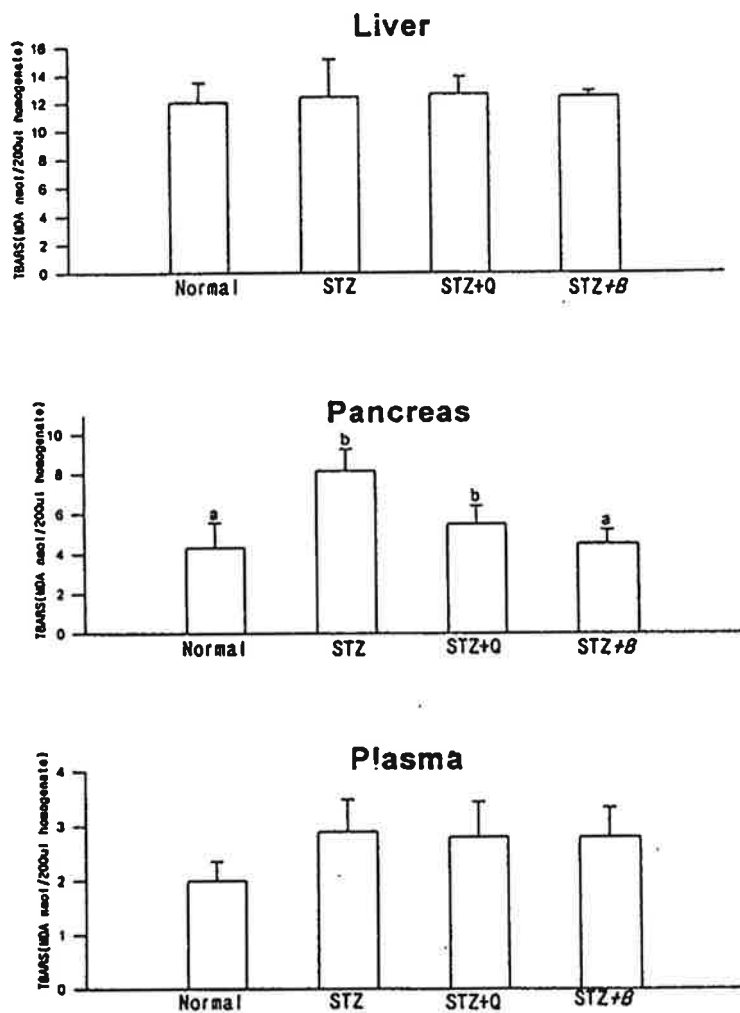 Liver
TBARS(MDA nmol/200ul homogenate)
16
14
12
10
8
6
4
2
0
Normal STZ STZ+Q STZ+β
Pancreas
TBARS(MDA nmol/200ul homogenate)
10
8
6
4
2
0
a b b a
Normal STZ STZ+Q STZ+β
Plasma
TBARS(MDA nmol/200ul homogenate)
4
3
2
1
0
Normal STZ STZ+Q STZ+β